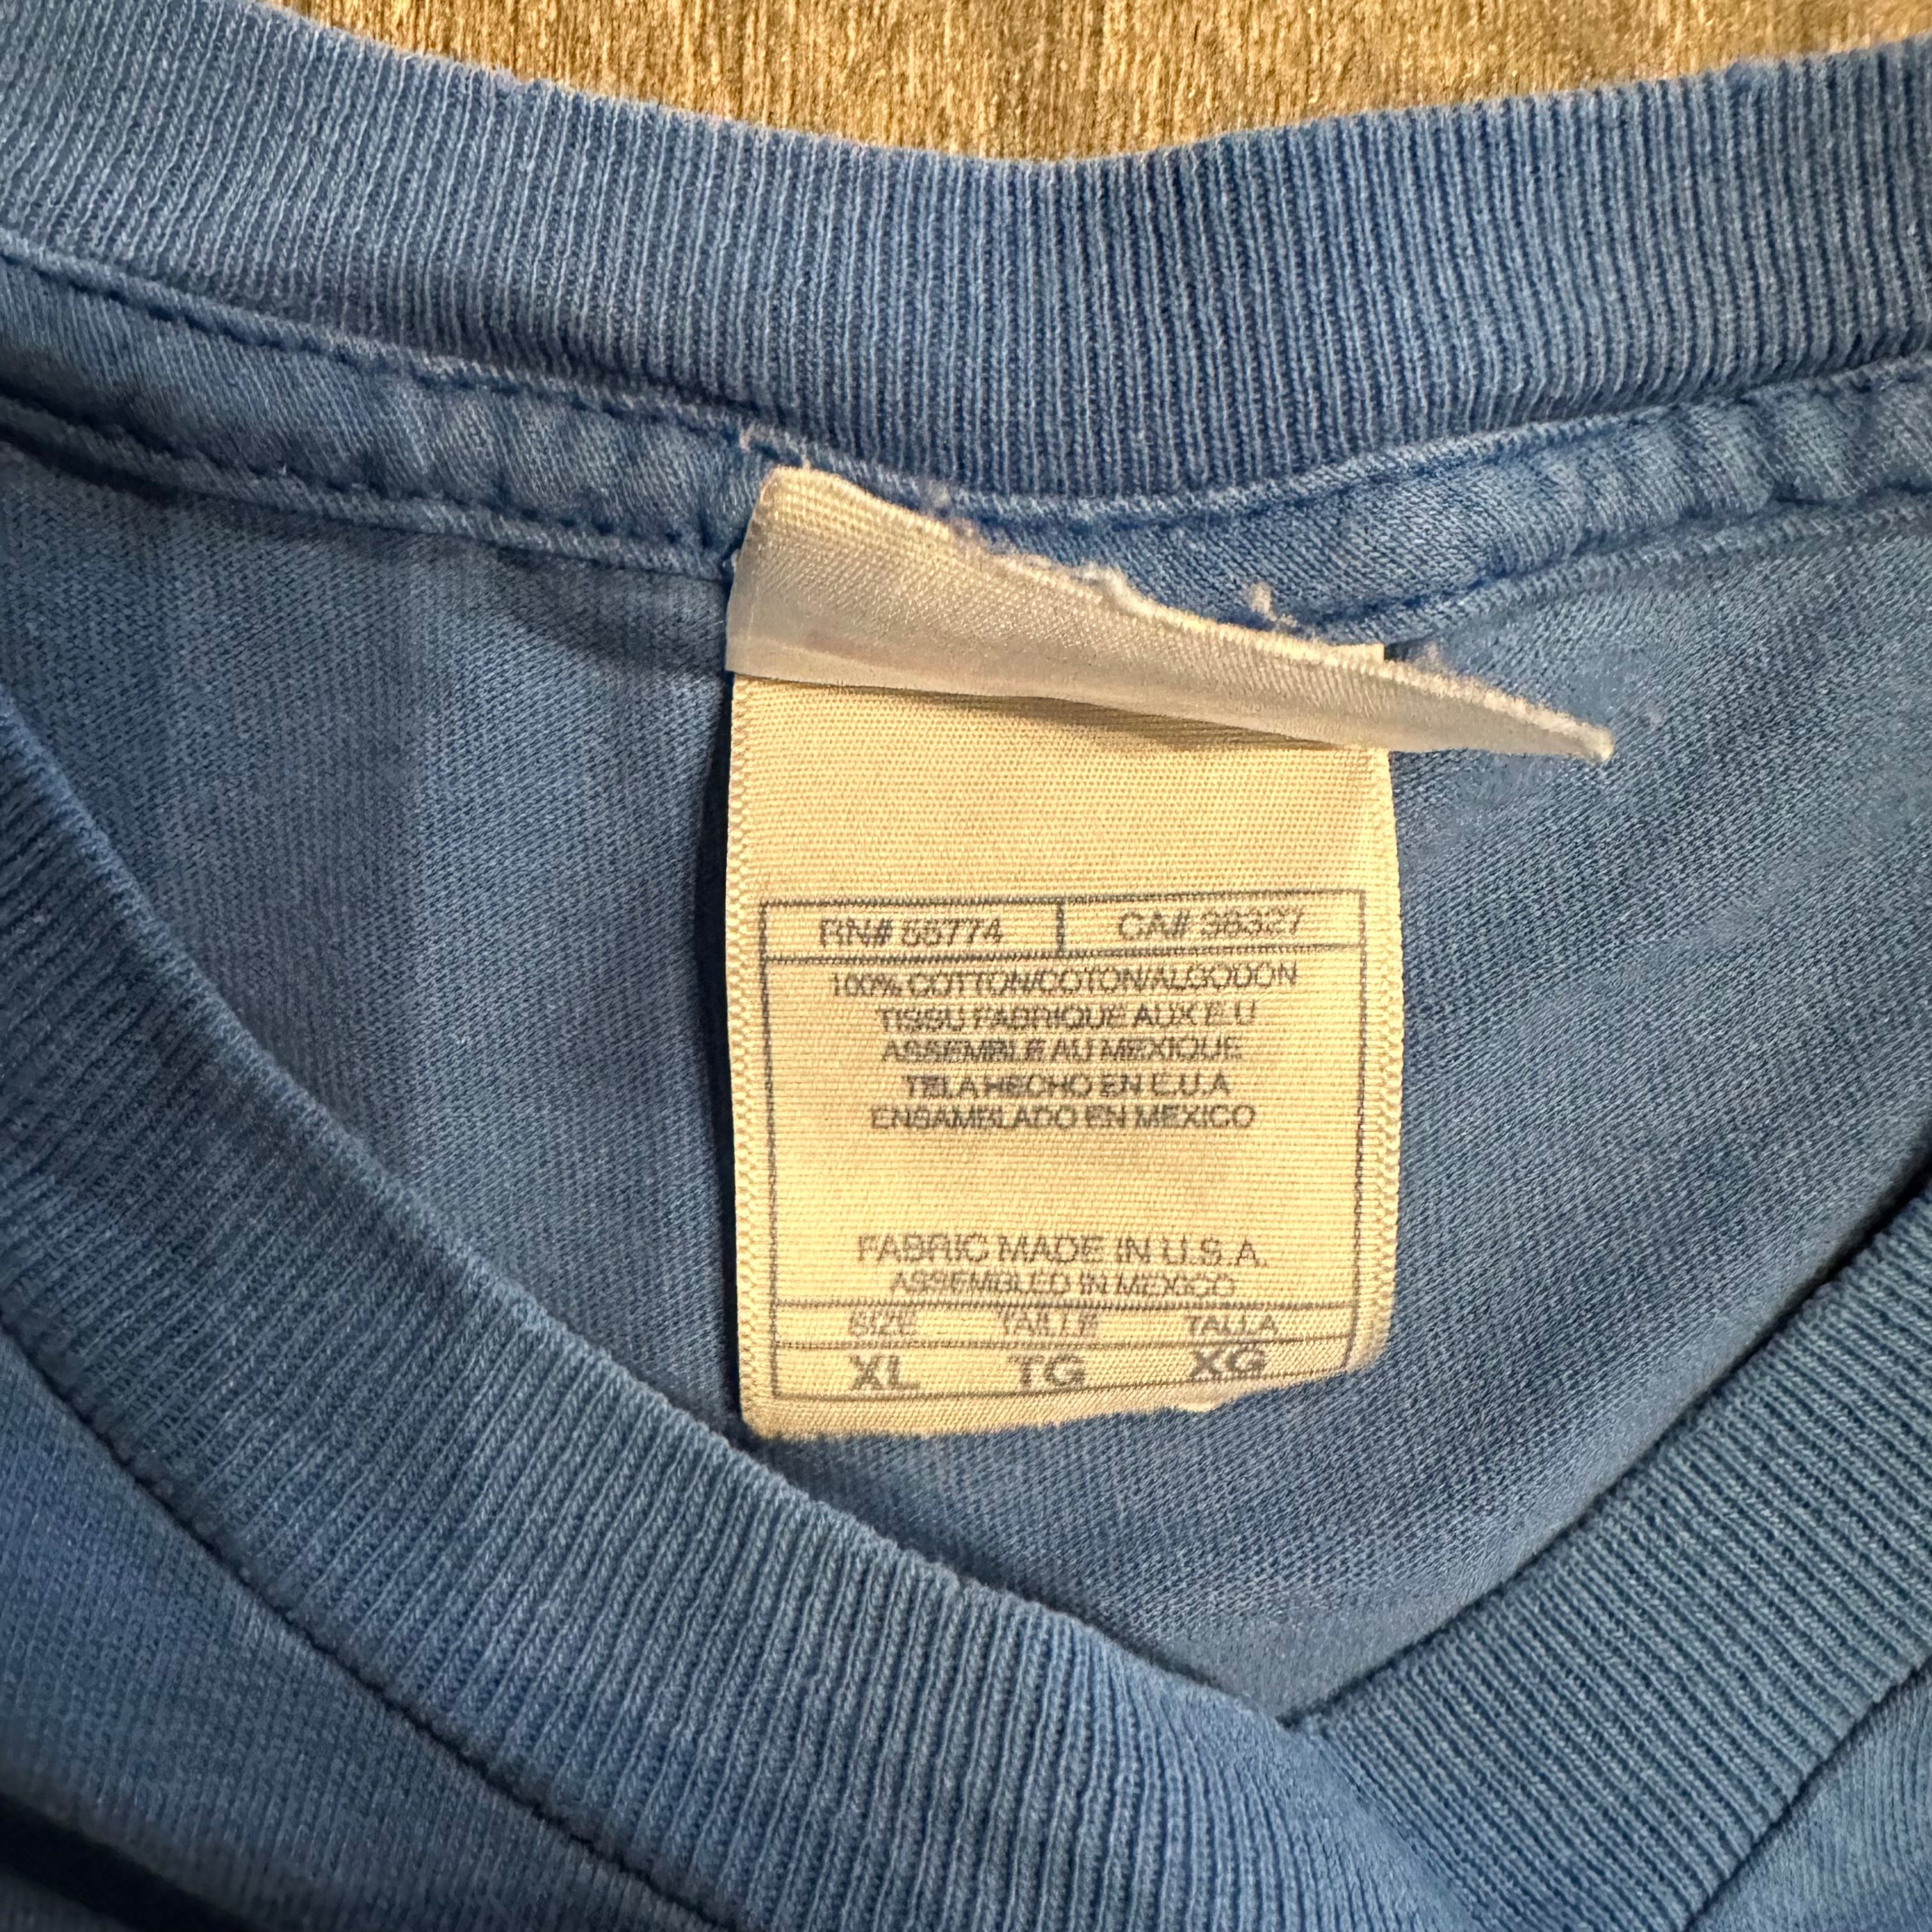 RN# 55774 CA# 36327
100% COTTON/COTON/ALGODON
TISSU FABRIQUE AUX E.U
ASSEMBLE AU MEXIQUE
TELA HECHO EN E.U.A
ENSAMBLADO EN MEXICO
FABRIC MADE IN U.S.A.
ASSEMBLED IN MEXICO
SIZE TAILLE TALLA
XL TG XG